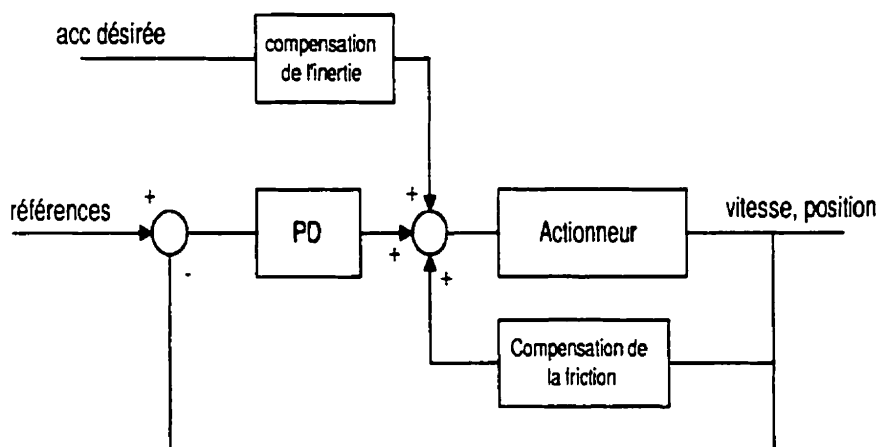 acc désirée
compensation
de l'inertie
+
+
références
PD
+
Actionneur
vitesse, position
-
+
Compensation de
la friction